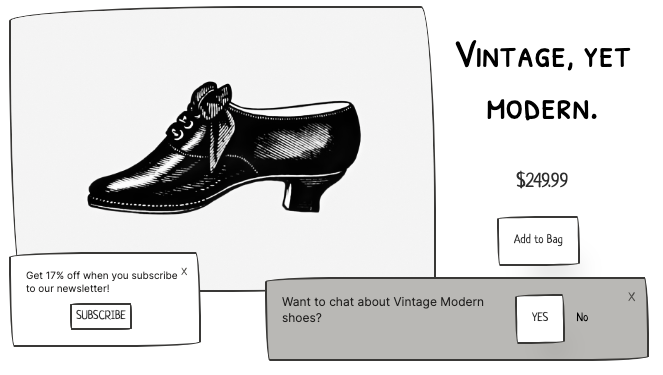 Vintage, yet
modern.
$249.99
Add to Bag
Get 17% off when you subscribe X
to our newsletter!
SUBSCRIBE
Want to chat about Vintage Modern
shoes?
YES
No
X